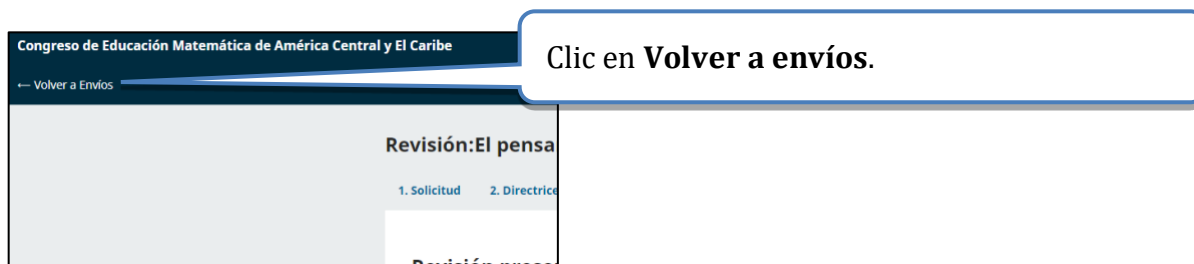 Congreso de Educación Matemática de América Central y El Caribe
← Volver a Envíos
Clic en Volver a envíos.
Revisión:El pensa
1. Solicitud 2. Directrice
Revisión